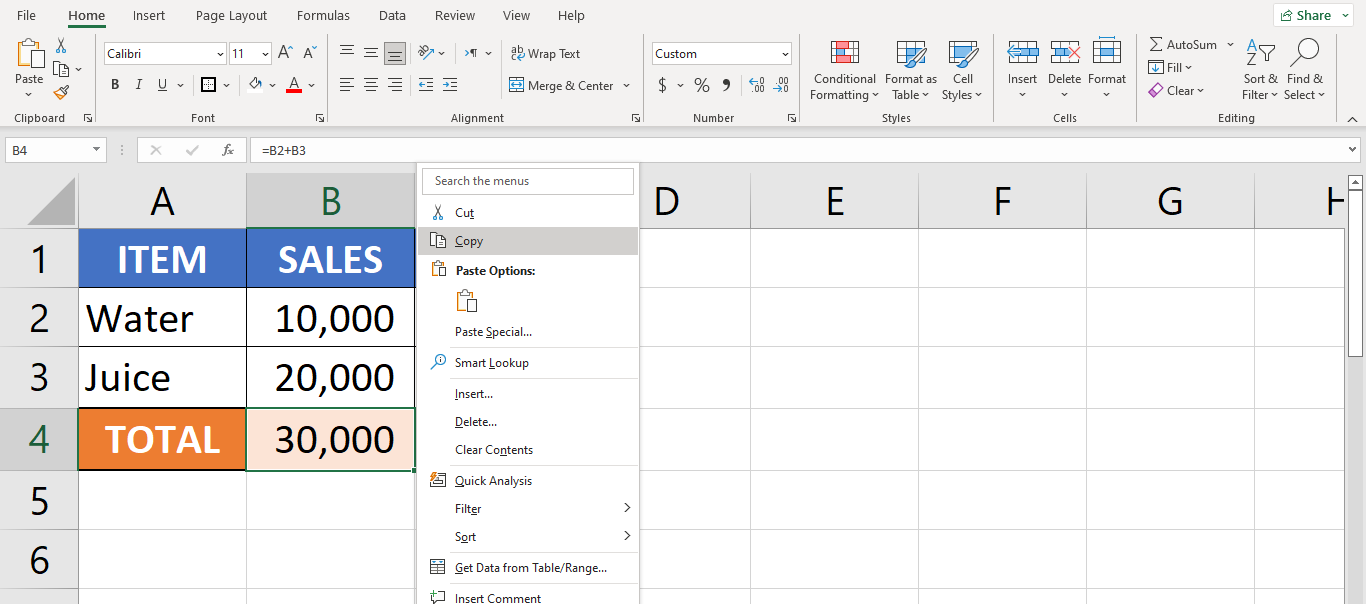 File Home Insert Page Layout Formulas Data Review View Help Share
Paste
Calibri 11
B I U A
Wrap Text
Merge & Center
Custom
$ % 9
Conditional Formatting
Format as Table
Cell Styles
Insert Delete Format
AutoSum
Fill
Clear
Sort & Filter
Find & Select
Clipboard Font Alignment Number Styles Cells Editing
B4 fx =B2+B3
A B D E F G H
1 ITEM SALES
2 Water 10,000
3 Juice 20,000
4 TOTAL 30,000
5
6
Search the menus
Cut
Copy
Paste Options:
Paste Special...
Smart Lookup
Insert...
Delete...
Clear Contents
Quick Analysis
Filter
Sort
Get Data from Table/Range...
Insert Comment